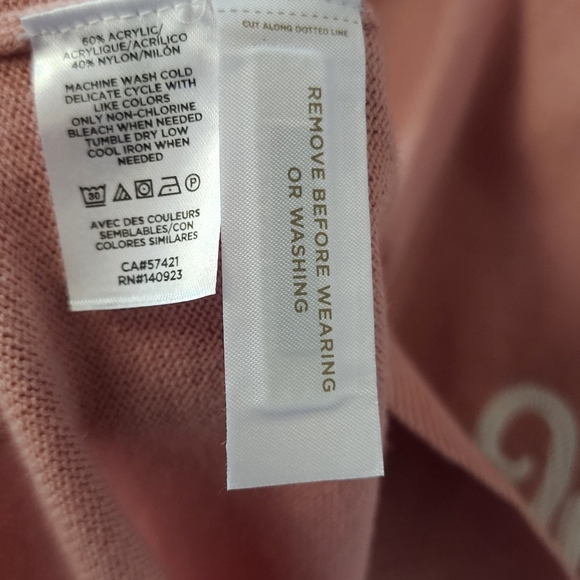 60% ACRYLIC/
ACRYLIQUE/ACRÍLICO
40% NYLON/NILÓN
MACHINE WASH COLD
DELICATE CYCLE WITH
LIKE COLORS
ONLY NON-CHLORINE
BLEACH WHEN NEEDED
TUMBLE DRY LOW
COOL IRON WHEN
NEEDED
30 P
AVEC DES COULEURS
SEMBLABLES/CON
COLORES SIMILARES
CA#57421
RN#140923
CUT ALONG DOTTED LINE
REMOVE BEFORE WEARING
OR WASHING